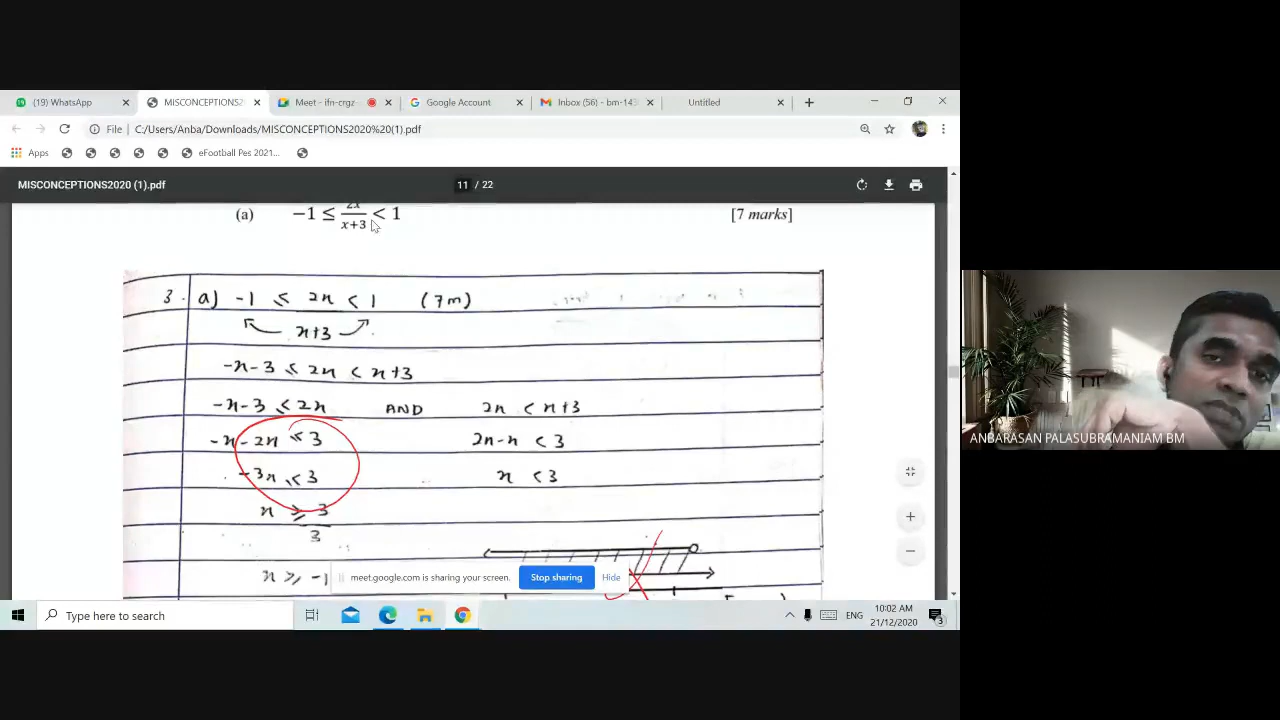 (19) WhatsApp
MISCONCEPTIONS2
Meet - ifn-crgz-
Google Account
Inbox (56) - bm-143
Untitled
File C:/Users/Anba/Downloads/MISCONCEPTIONS2020%20(1).pdf
Apps
eFootball Pes 2021...
MISCONCEPTIONS2020 (1).pdf
11 / 22
(a) −1 ≤ 2x/x+3 < 1 [7 marks]
3. a) -1 ≤ 2x < 1 (7m)
x+3
-x-3 ≤ 2x < x+3
-x-3 ≤ 2x AND 2x < x+3
-x-2x ≤ 3 2x-x < 3
-3x ≤ 3 x < 3
x ≥ 3
3
x ≥ -1
meet.google.com is sharing your screen.
Stop sharing
Hide
ANBARASAN PALASUBRAMANIAM BM
Type here to search
ENG
10:02 AM
21/12/2020
3